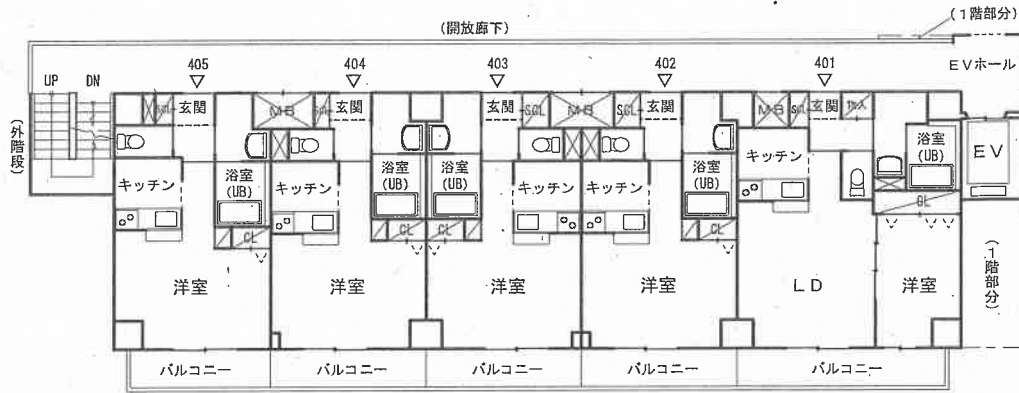 (1階部分)
(開放廊下)
EVホール
UP
DN
405
404
403
402
401
(外階段)
SCL
玄関
MB
SCL
玄関
玄関
SCL
MB
SCL
玄関
MB
SCL
玄関
物入
EV
キッチン
浴室
(UB)
キッチン
浴室
(UB)
浴室
(UB)
キッチン
キッチン
浴室
(UB)
キッチン
浴室
(UB)
CL
CL
CL
CL
CL
洋室
洋室
洋室
洋室
LD
洋室
(1階部分)
バルコニー
バルコニー
バルコニー
バルコニー
バルコニー